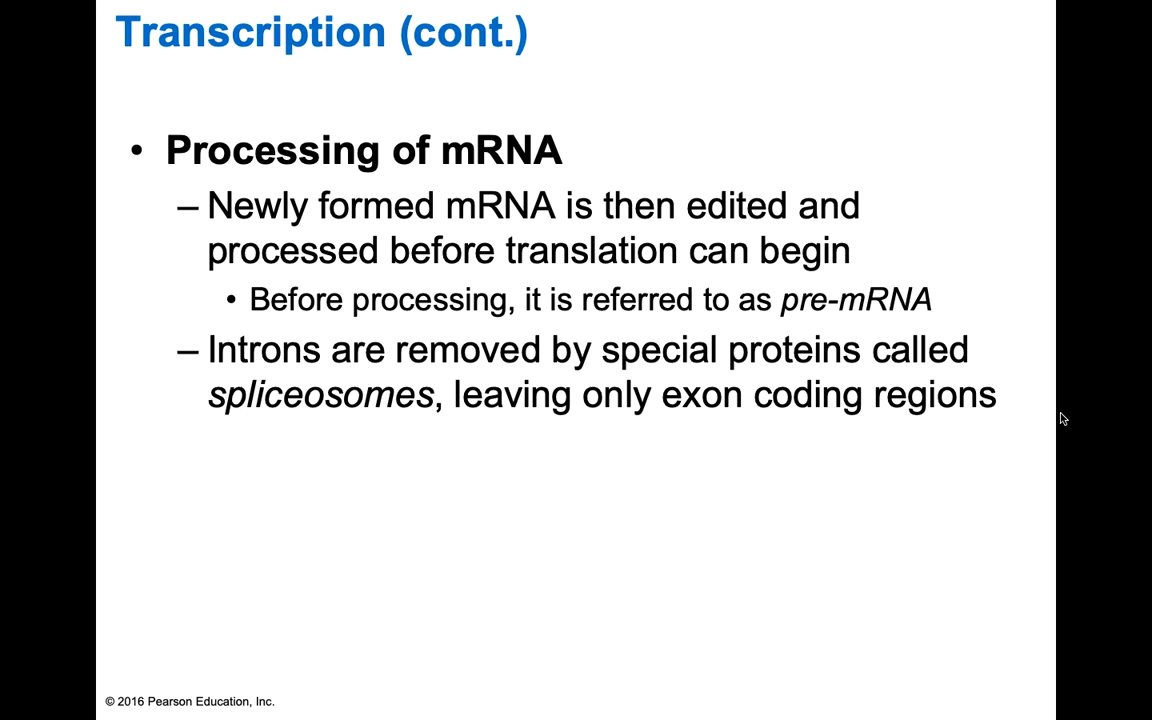 Transcription (cont.)
• Processing of mRNA
– Newly formed mRNA is then edited and
processed before translation can begin
• Before processing, it is referred to as pre-mRNA
– Introns are removed by special proteins called
spliceosomes, leaving only exon coding regions
© 2016 Pearson Education, Inc.